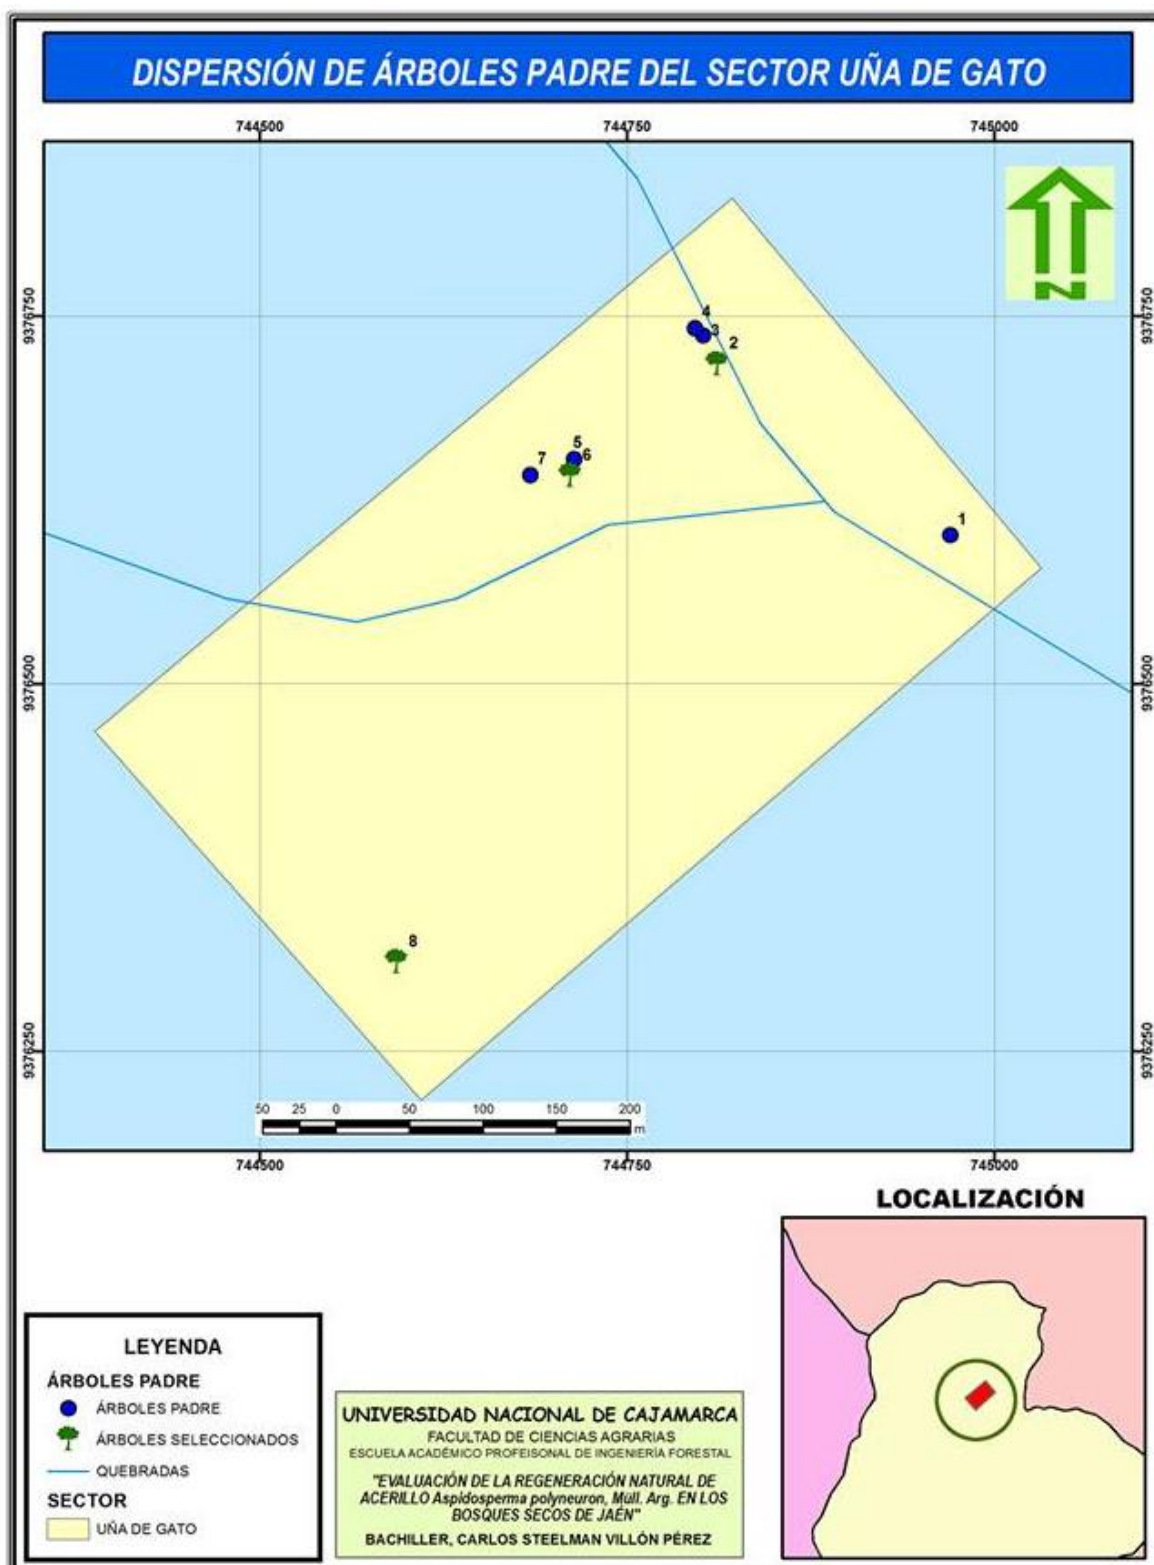 DISPERSIÓN DE ÁRBOLES PADRE DEL SECTOR UÑA DE GATO
744500 744750 745000
N
9376750 9376750
4
3
2
5
6
7
1
9376500 9376500
8
9376250 9376250
50 25 0 50 100 150 200
m
744500 744750 745000
LOCALIZACIÓN
LEYENDA
ÁRBOLES PADRE
ÁRBOLES PADRE
ÁRBOLES SELECCIONADOS
QUEBRADAS
SECTOR
UÑA DE GATO
UNIVERSIDAD NACIONAL DE CAJAMARCA
FACULTAD DE CIENCIAS AGRARIAS
ESCUELA ACADÉMICO PROFEISONAL DE INGENIERÍA FORESTAL
"EVALUACIÓN DE LA REGENERACIÓN NATURAL DE
ACERILLO Aspidosperma polyneuron, Müll. Arg. EN LOS
BOSQUES SECOS DE JAÉN"
BACHILLER, CARLOS STEELMAN VILLÓN PÉREZ